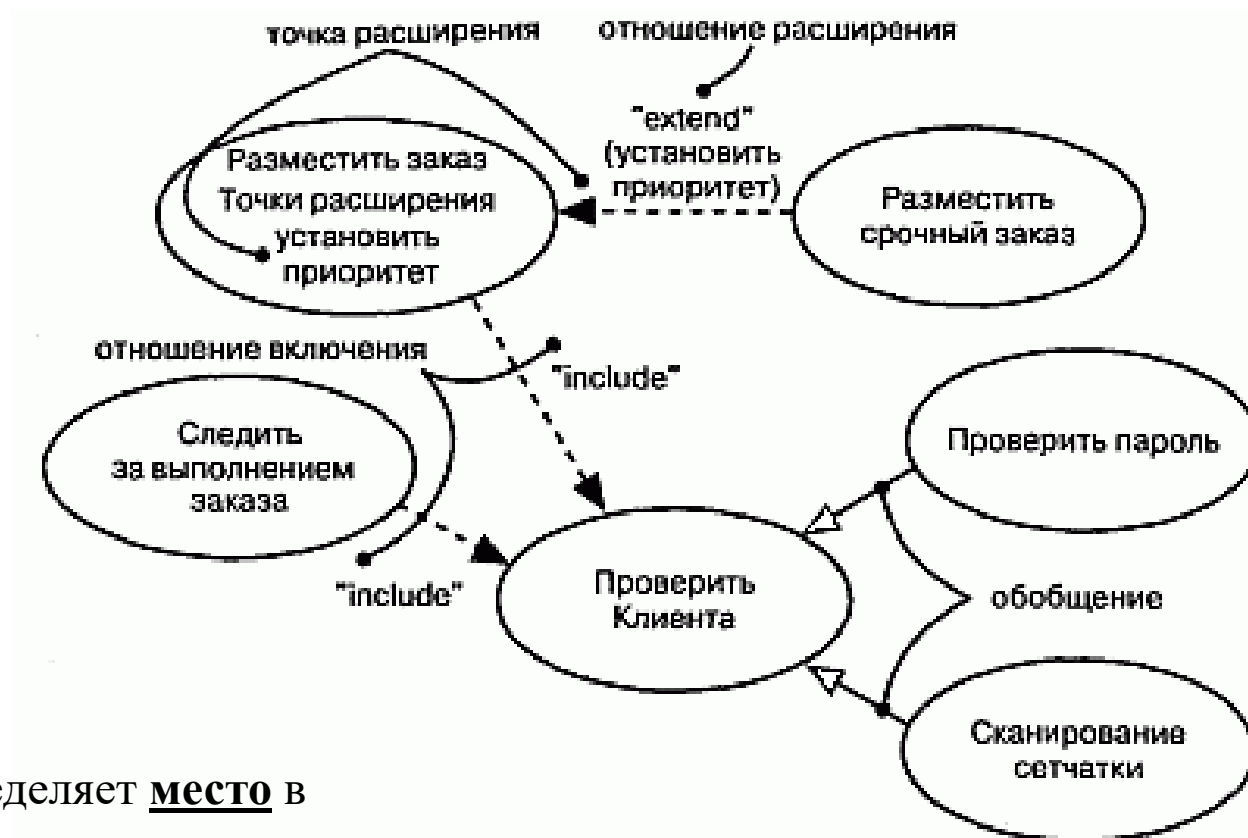 точка расширения
отношение расширения
"extend"
(установить
приоритет)
Разместить заказ
Точки расширения
установить
приоритет
Разместить
срочный заказ
отношение включения
"include"
Следить
за выполнением
заказа
"include"
Проверить пароль
Проверить
Клиента
обобщение
Сканирование
сетчатки
еделяет место в